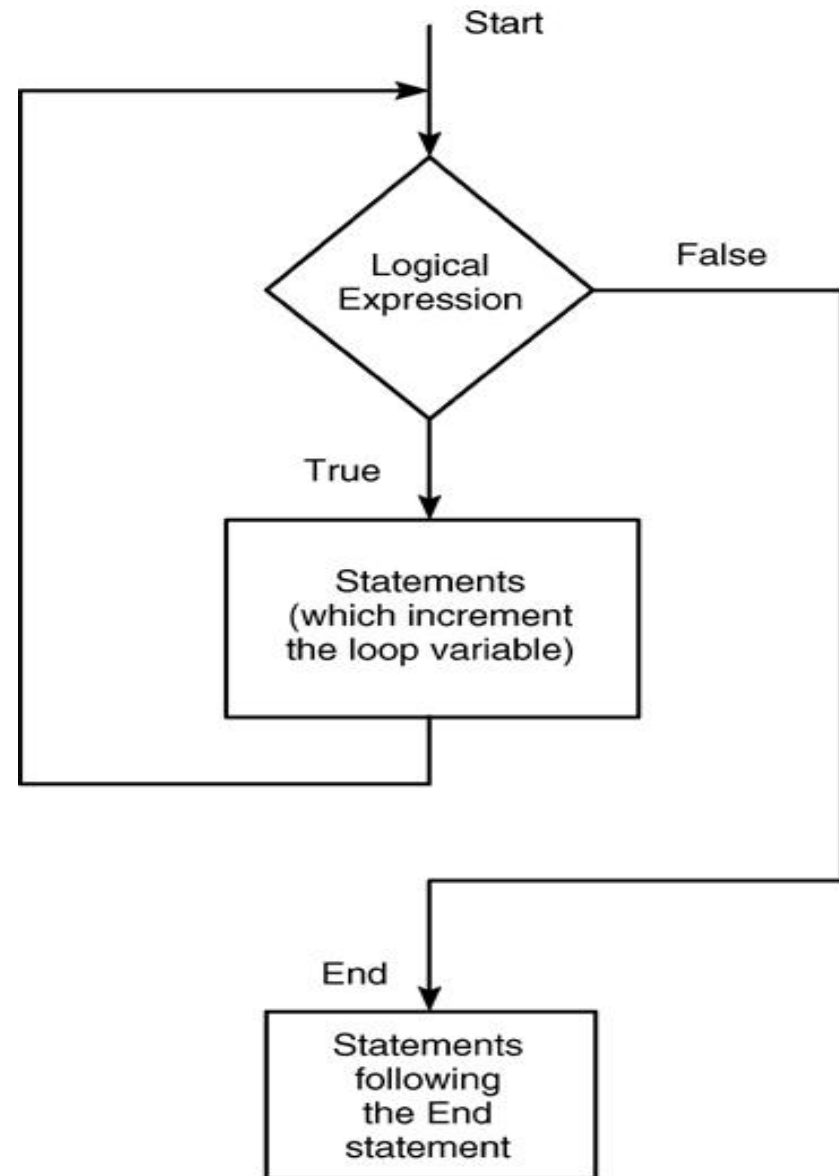 Start
Logical
Expression
False
True
Statements
(which increment
the loop variable)
End
Statements
following
the End
statement